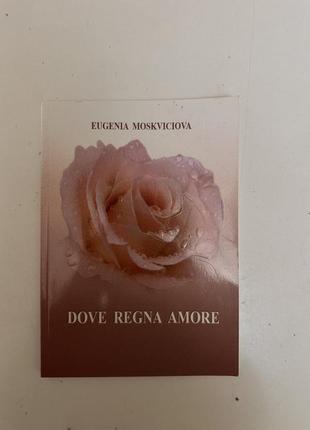 EUGENIA MOSKVICIOVA
DOVE REGNA AMORE